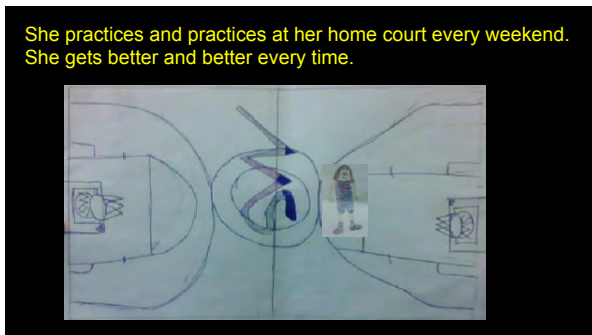 She practices and practices at her home court every weekend.
She gets better and better every time.